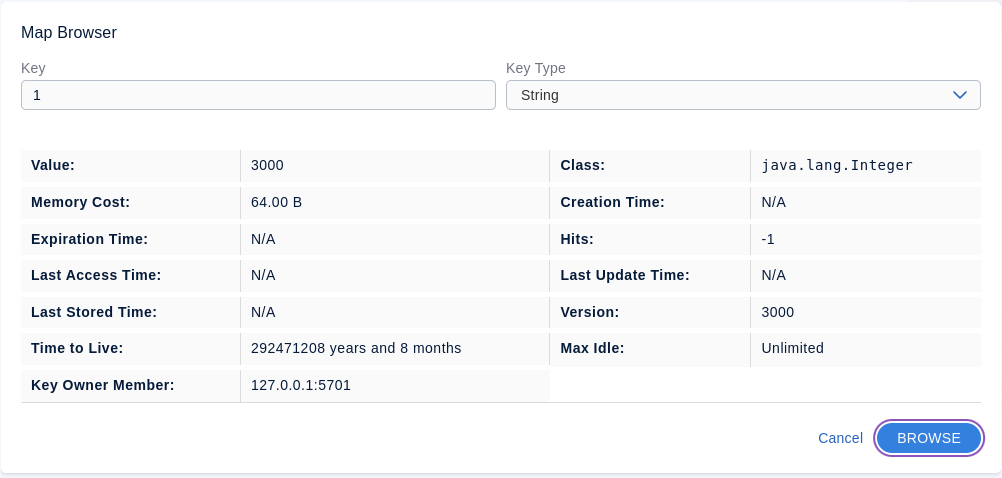 Map Browser
Key Key Type
1 String
Value: 3000 Class: java.lang.Integer
Memory Cost: 64.00 B Creation Time: N/A
Expiration Time: N/A Hits: -1
Last Access Time: N/A Last Update Time: N/A
Last Stored Time: N/A Version: 3000
Time to Live: 292471208 years and 8 months Max Idle: Unlimited
Key Owner Member: 127.0.0.1:5701
Cancel BROWSE